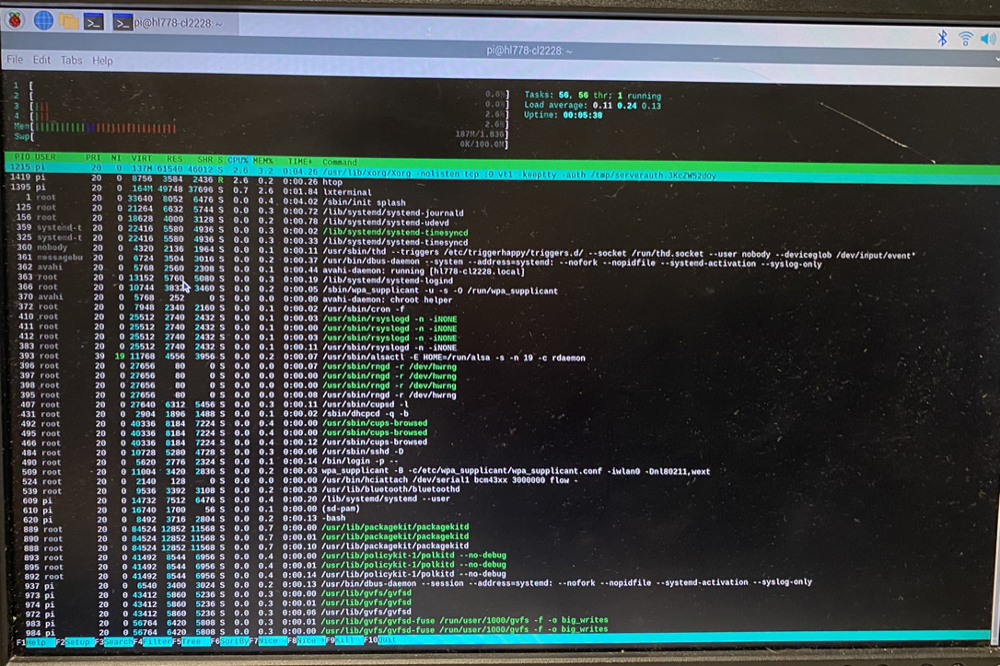 pi@hl778-cl2228: ~
pi@hl778-cl2228: ~
File Edit Tabs Help
1 [ 0.0%]
2 [ 0.0%]
3 [|| 2.6%]
4 [|| 2.6%]
Mem[ 187M/1.83G]
Swp[ 0K/100.0M]
Tasks: 56, 56 thr; 1 running
Load average: 0.11 0.24 0.13
Uptime: 00:05:38
PID USER PRI NI VIRT RES SHR S CPU% MEM% TIME+ Command
1215 pi 20 0 137M 61540 46012 S 2.6 3.2 0:04.26 /usr/lib/xorg/Xorg -nolisten tcp :0 vt1 -keeptty -auth /tmp/serverauth.3KcZW52dOy
1419 pi 20 0 8756 3584 2436 R 2.6 0.2 0:00.26 htop
1395 pi 20 0 164M 49748 37696 S 0.7 2.6 0:01.84 lxterminal
1 root 20 0 33640 8052 6476 S 0.0 0.4 0:04.02 /sbin/init splash
125 root 20 0 21264 6632 5744 S 0.0 0.3 0:00.72 /lib/systemd/systemd-journald
156 root 20 0 18628 4000 3128 S 0.0 0.2 0:00.78 /lib/systemd/systemd-udevd
359 systemd-t 20 0 22416 5580 4936 S 0.0 0.3 0:00.02 /lib/systemd/systemd-timesyncd
325 systemd-t 20 0 22416 5580 4936 S 0.0 0.3 0:00.33 /lib/systemd/systemd-timesyncd
360 nobody 20 0 4320 2136 1964 S 0.0 0.1 0:00.11 /usr/sbin/thd --triggers /etc/triggerhappy/triggers.d/ --socket /run/thd.socket --user nobody --deviceglob /dev/input/event*
361 messagebu 20 0 6724 3504 3016 S 0.0 0.2 0:00.37 /usr/bin/dbus-daemon --system --address=systemd: --nofork --nopidfile --systemd-activation --syslog-only
362 avahi 20 0 5768 2560 2308 S 0.0 0.1 0:00.44 avahi-daemon: running [hl778-cl2228.local]
363 root 20 0 13152 5760 5080 S 0.0 0.3 0:00.19 /lib/systemd/systemd-logind
366 root 20 0 10744 3832 3460 S 0.0 0.2 0:00.05 /sbin/wpa_supplicant -u -s -O /run/wpa_supplicant
370 avahi 20 0 5768 252 0 S 0.0 0.0 0:00.00 avahi-daemon: chroot helper
372 root 20 0 7948 2340 2160 S 0.0 0.1 0:00.02 /usr/sbin/cron -f
410 root 20 0 25512 2740 2432 S 0.0 0.1 0:00.03 /usr/sbin/rsyslogd -n -iNONE
411 root 20 0 25512 2740 2432 S 0.0 0.1 0:00.00 /usr/sbin/rsyslogd -n -iNONE
412 root 20 0 25512 2740 2432 S 0.0 0.1 0:00.03 /usr/sbin/rsyslogd -n -iNONE
383 root 20 0 25512 2740 2432 S 0.0 0.1 0:00.11 /usr/sbin/rsyslogd -n -iNONE
393 root 39 19 11768 4556 3956 S 0.0 0.2 0:00.07 /usr/sbin/alsactl -E HOME=/run/alsa -s -n 19 -c rdaemon
396 root 20 0 27656 80 0 S 0.0 0.0 0:00.07 /usr/sbin/rngd -r /dev/hwrng
397 root 20 0 27656 80 0 S 0.0 0.0 0:00.00 /usr/sbin/rngd -r /dev/hwrng
398 root 20 0 27656 80 0 S 0.0 0.0 0:00.00 /usr/sbin/rngd -r /dev/hwrng
395 root 20 0 27656 80 0 S 0.0 0.0 0:00.08 /usr/sbin/rngd -r /dev/hwrng
407 root 20 0 27640 6312 5456 S 0.0 0.3 0:00.11 /usr/sbin/cupsd -l
431 root 20 0 2904 1896 1488 S 0.0 0.1 0:00.02 /sbin/dhcpcd -q -b
492 root 20 0 40336 8184 7224 S 0.0 0.4 0:00.00 /usr/sbin/cups-browsed
495 root 20 0 40336 8184 7224 S 0.0 0.4 0:00.00 /usr/sbin/cups-browsed
466 root 20 0 40336 8184 7224 S 0.0 0.4 0:00.12 /usr/sbin/cups-browsed
484 root 20 0 10728 5280 4728 S 0.0 0.3 0:00.06 /usr/sbin/sshd -D
490 root 20 0 5620 2776 2324 S 0.0 0.1 0:00.14 /bin/login -p --
509 root 20 0 11004 3420 2836 S 0.0 0.2 0:00.03 wpa_supplicant -B -c/etc/wpa_supplicant/wpa_supplicant.conf -iwlan0 -Dnl80211,wext
524 root 20 0 2140 128 0 S 0.0 0.0 0:00.00 /usr/bin/hciattach /dev/serial1 bcm43xx 3000000 flow -
539 root 20 0 9536 3392 3108 S 0.0 0.2 0:00.03 /usr/lib/bluetooth/bluetoothd
609 pi 20 0 14732 7512 6476 S 0.0 0.4 0:00.20 /lib/systemd/systemd --user
610 pi 20 0 16740 1700 56 S 0.0 0.1 0:00.00 (sd-pam)
620 pi 20 0 8492 3716 2804 S 0.0 0.2 0:00.13 -bash
889 root 20 0 84524 12852 11568 S 0.0 0.7 0:00.00 /usr/lib/packagekit/packagekitd
890 root 20 0 84524 12852 11568 S 0.0 0.7 0:00.01 /usr/lib/packagekit/packagekitd
888 root 20 0 84524 12852 11568 S 0.0 0.7 0:00.10 /usr/lib/packagekit/packagekitd
893 root 20 0 41492 8544 6956 S 0.0 0.4 0:00.00 /usr/lib/policykit-1/polkitd --no-debug
895 root 20 0 41492 8544 6956 S 0.0 0.4 0:00.01 /usr/lib/policykit-1/polkitd --no-debug
892 root 20 0 41492 8544 6956 S 0.0 0.4 0:00.14 /usr/lib/policykit-1/polkitd --no-debug
937 pi 20 0 6540 3400 3024 S 0.0 0.2 0:00.13 /usr/bin/dbus-daemon --session --address=systemd: --nofork --nopidfile --systemd-activation --syslog-only
973 pi 20 0 43412 5860 5236 S 0.0 0.3 0:00.00 /usr/lib/gvfs/gvfsd
974 pi 20 0 43412 5860 5236 S 0.0 0.3 0:00.01 /usr/lib/gvfs/gvfsd
972 pi 20 0 43412 5860 5236 S 0.0 0.3 0:00.06 /usr/lib/gvfs/gvfsd
983 pi 20 0 56764 6420 5808 S 0.0 0.3 0:00.01 /usr/lib/gvfs/gvfsd-fuse /run/user/1000/gvfs -f -o big_writes
984 pi 20 0 56764 6420 5808 S 0.0 0.3 0:00.00 /usr/lib/gvfs/gvfsd-fuse /run/user/1000/gvfs -f -o big_writes
F1Help F2Setup F3SearchF4FilterF5Tree F6SortByF7Nice -F8Nice +F9Kill F10Quit